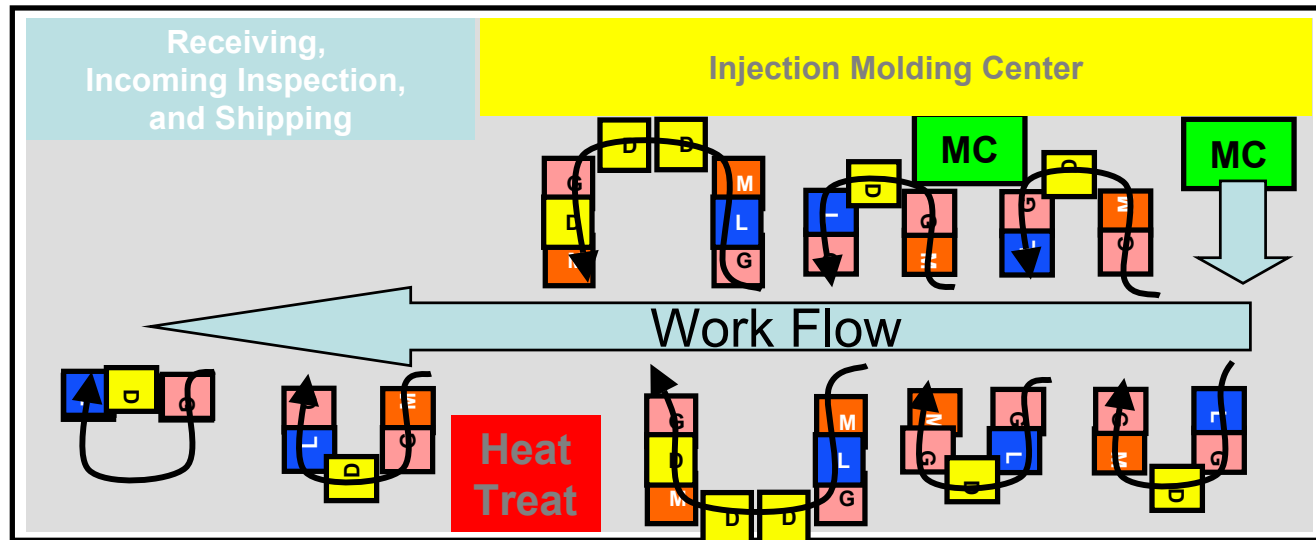 Receiving,
Incoming Inspection,
and Shipping
Injection Molding Center
MC
MC
D D
G M
D L
G
D
G
M
G M
G
Work Flow
D G
M
L G
D
Heat
Treat
G M
D L
M G
D D
M G
G L
D
G L
M G
D